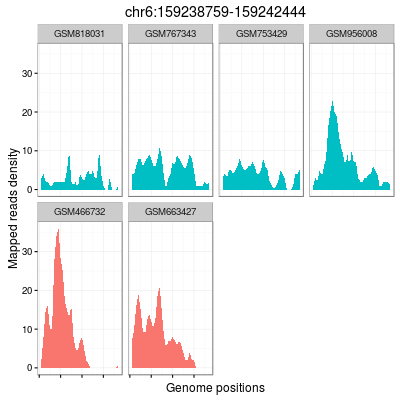 chr6:159238759-159242444
GSM818031 GSM767343 GSM753429 GSM956008
30
20
10
0
Mapped reads density
GSM466732 GSM663427
30
20
10
0
Genome positions